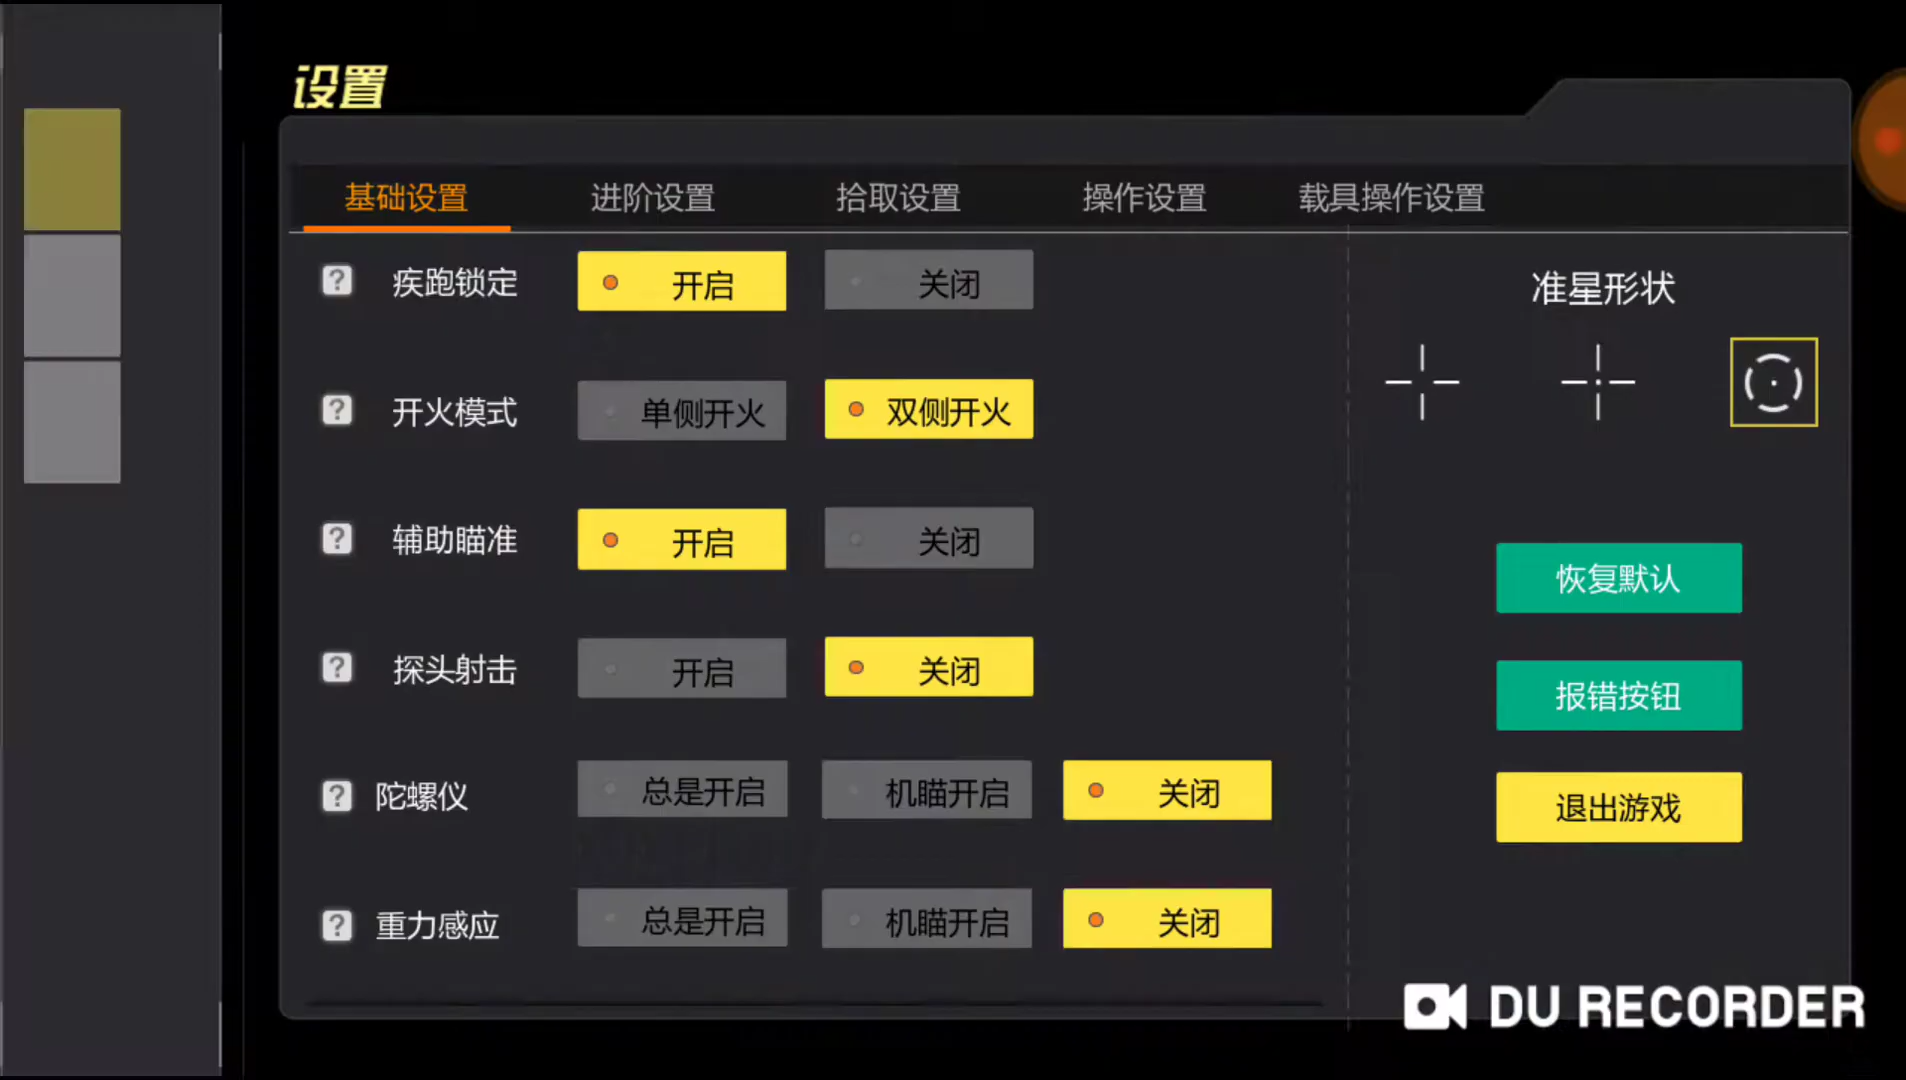 设置
基础设置 进阶设置 拾取设置 操作设置 载具操作设置
? 疾跑锁定 开启 关闭
? 开火模式 单侧开火 双侧开火
? 辅助瞄准 开启 关闭
? 探头射击 开启 关闭
? 陀螺仪 总是开启 机瞄开启 关闭
? 重力感应 总是开启 机瞄开启 关闭
准星形状
恢复默认
报错按钮
退出游戏
DU RECORDER